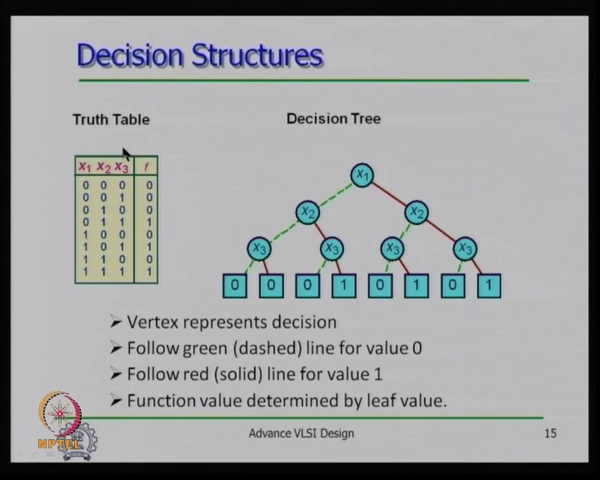 Decision Structures
Truth Table
Decision Tree
x1 x2 x3 f
0 0 0 0
0 0 1 0
0 1 0 0
0 1 1 1
1 0 0 0
1 0 1 1
1 1 0 0
1 1 1 1
x1
x2 x2
x3 x3 x3 x3
0 0 0 1 0 1 0 1
➢ Vertex represents decision
➢ Follow green (dashed) line for value 0
➢ Follow red (solid) line for value 1
➢ Function value determined by leaf value.
NPTEL
Advance VLSI Design
15